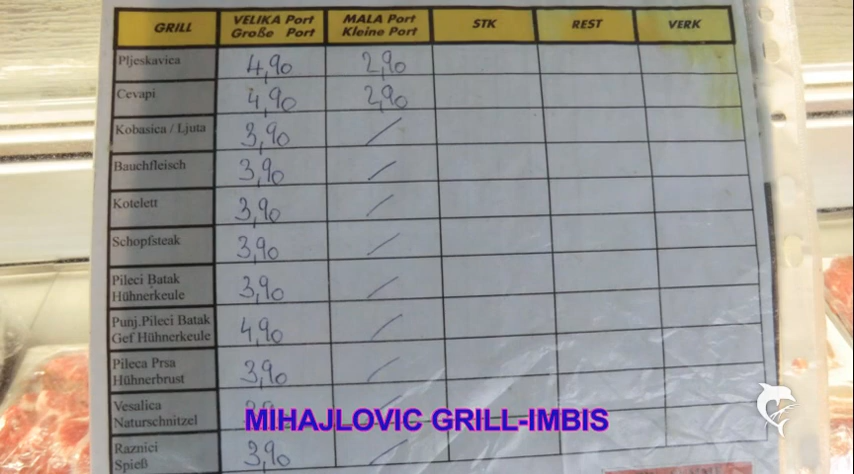 GRILL VELIKA Port MALA Port STK REST VERK
Große Port Kleine Port
Pljeskavica 4,90 2,90
Cevapi 4,90 2,90
Kobasica / Ljuta 3,90 /
Bauchfleisch 3,90 /
Kotelett 3,90 /
Schopfsteak 3,90 /
Pileci Batak
Hühnerkeule 3,90 /
Punj.Pileci Batak
Gef Hühnerkeule 4,90 /
Pileca Prsa
Hühnerbrust 3,90 /
Vesalica
Naturschnitzel
MIHAJLOVIC GRILL-IMBIS
Raznici
Spieß 3,90 /